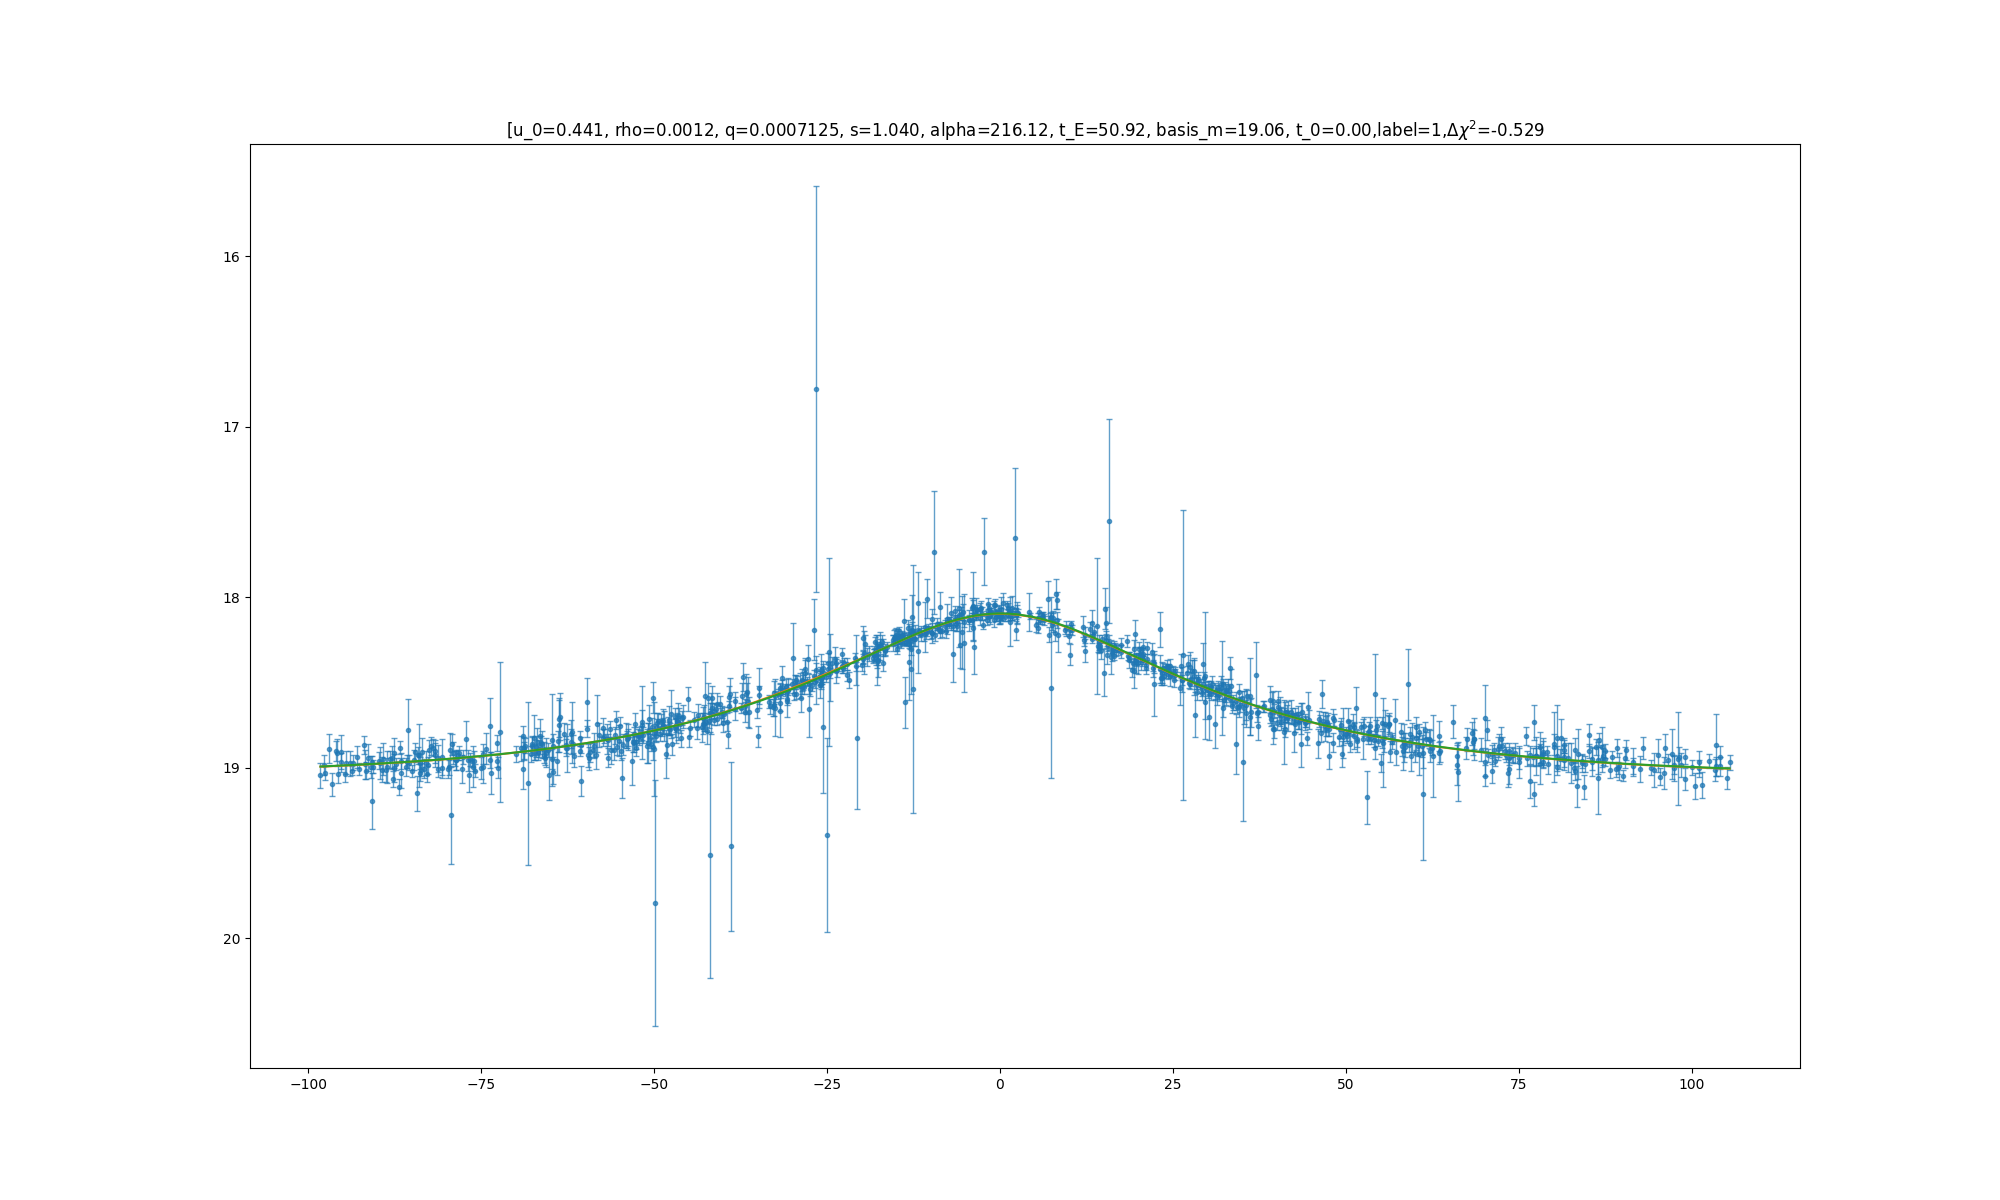 [u_0=0.441, rho=0.0012, q=0.0007125, s=1.040, alpha=216.12, t_E=50.92, basis_m=19.06, t_0=0.00,label=1,Δχ²=-0.529
16
17
18
19
20
−100 −75 −50 −25 0 25 50 75 100